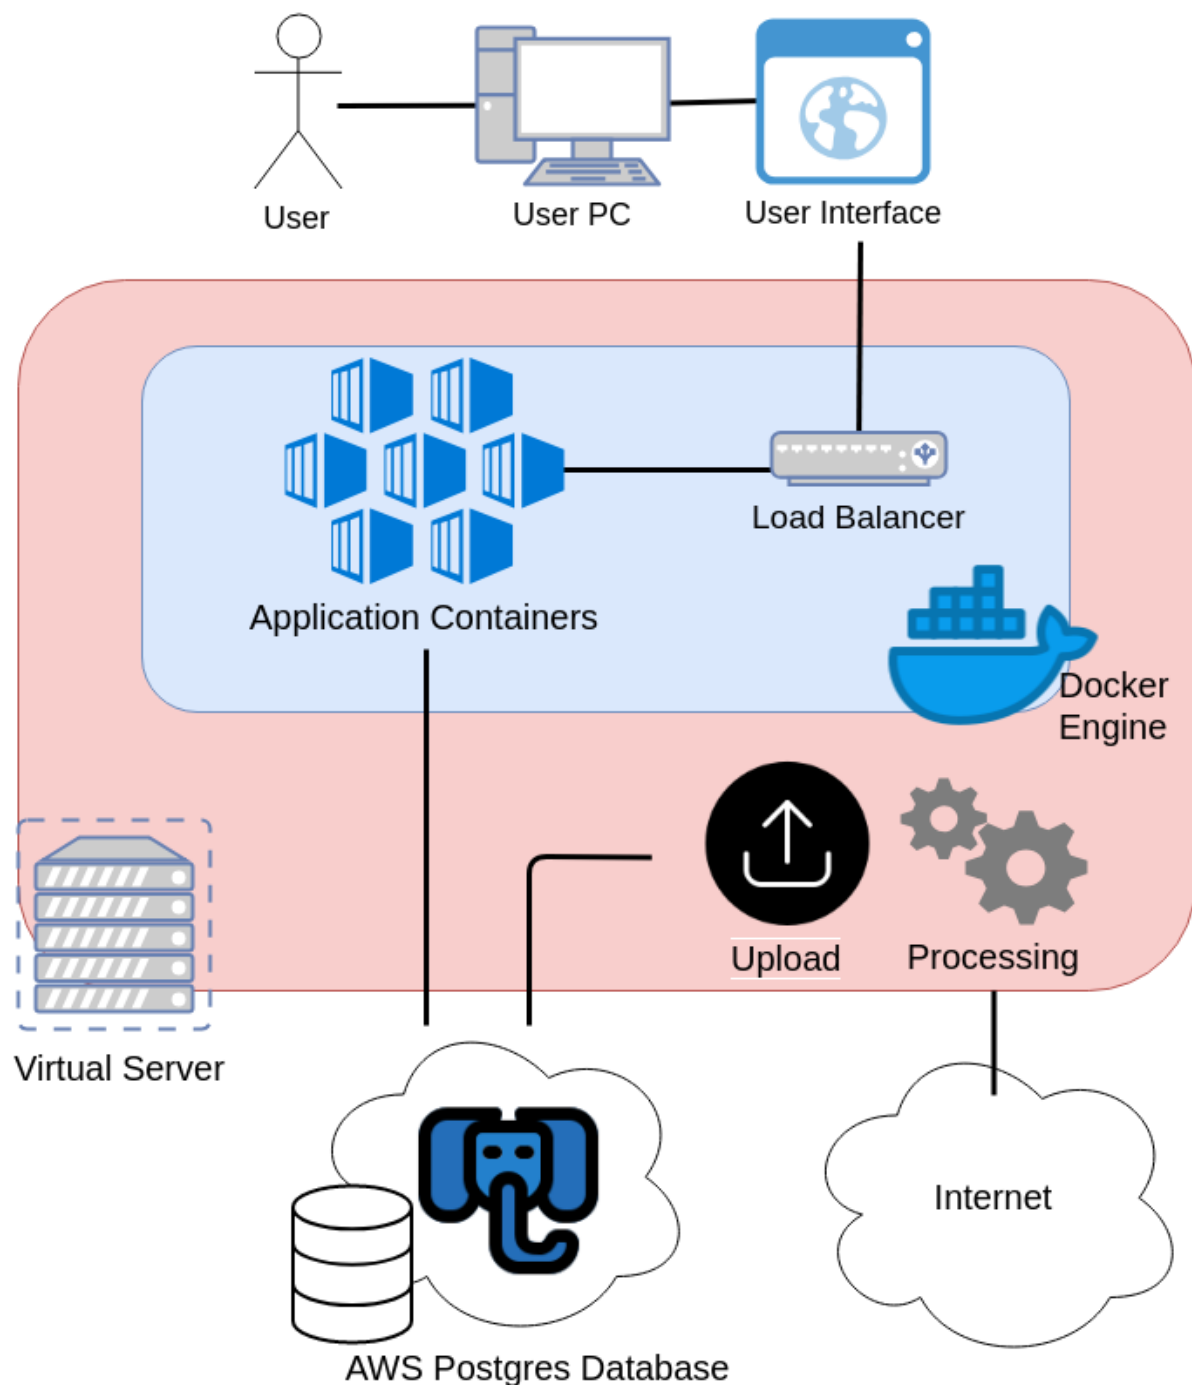 User
User PC
User Interface
Load Balancer
Application Containers
Docker
Engine
Upload
Processing
Virtual Server
Internet
AWS Postgres Database